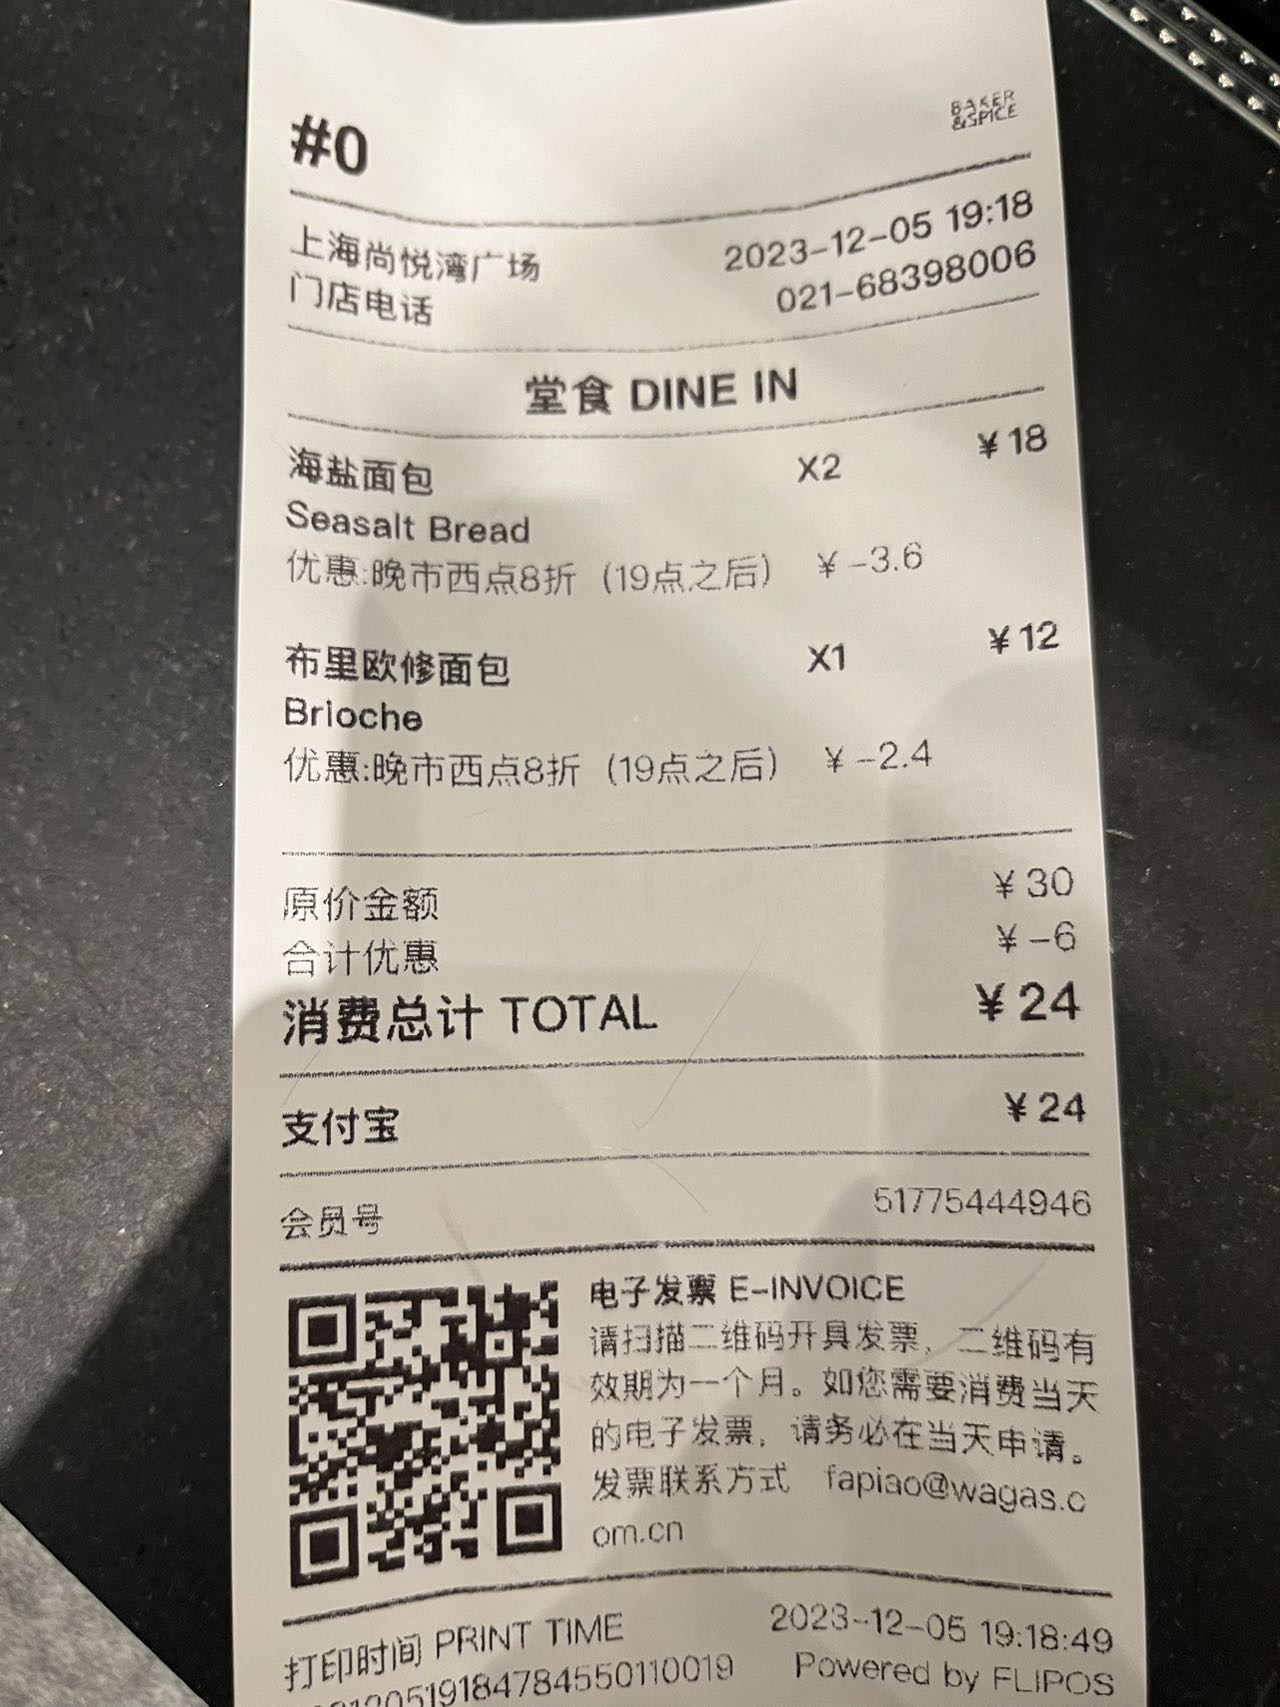 BAKER
&SPICE
#0
上海尚悦湾广场 2023-12-05 19:18
门店电话 021-68398006
堂食 DINE IN
海盐面包 X2 ¥18
Seasalt Bread
优惠:晚市西点8折 (19点之后) ¥-3.6
布里欧修面包 X1 ¥12
Brioche
优惠:晚市西点8折 (19点之后) ¥-2.4
原价金额 ¥30
合计优惠 ¥-6
消费总计 TOTAL ¥24
支付宝 ¥24
会员号 51775444946
电子发票 E-INVOICE
请扫描二维码开具发票，二维码有
效期为一个月。如您需要消费当天
的电子发票，请务必在当天申请。
发票联系方式 fapiao@wagas.c
om.cn
打印时间 PRINT TIME 2023-12-05 19:18:49
Powered by FLIPOS